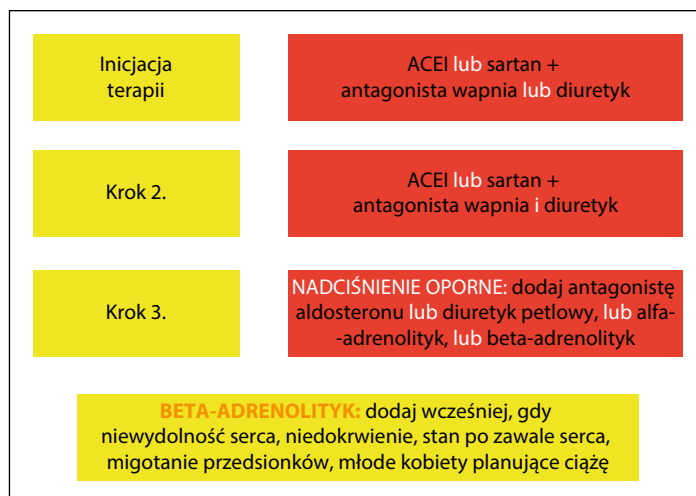 Inicjacja
terapii
ACEI lub sartan +
antagonista wapnia lub diuretyk
Krok 2.
ACEI lub sartan +
antagonista wapnia i diuretyk
Krok 3.
NADCIŚNIENIE OPORNE: dodaj antagonistę
aldosteronu lub diuretyk petlowy, lub alfa-
-adrenolityk, lub beta-adrenolityk
BETA-ADRENOLITYK: dodaj wcześniej, gdy
niewydolność serca, niedokrwienie, stan po zawale serca,
migotanie przedsionków, młode kobiety planujące ciążę